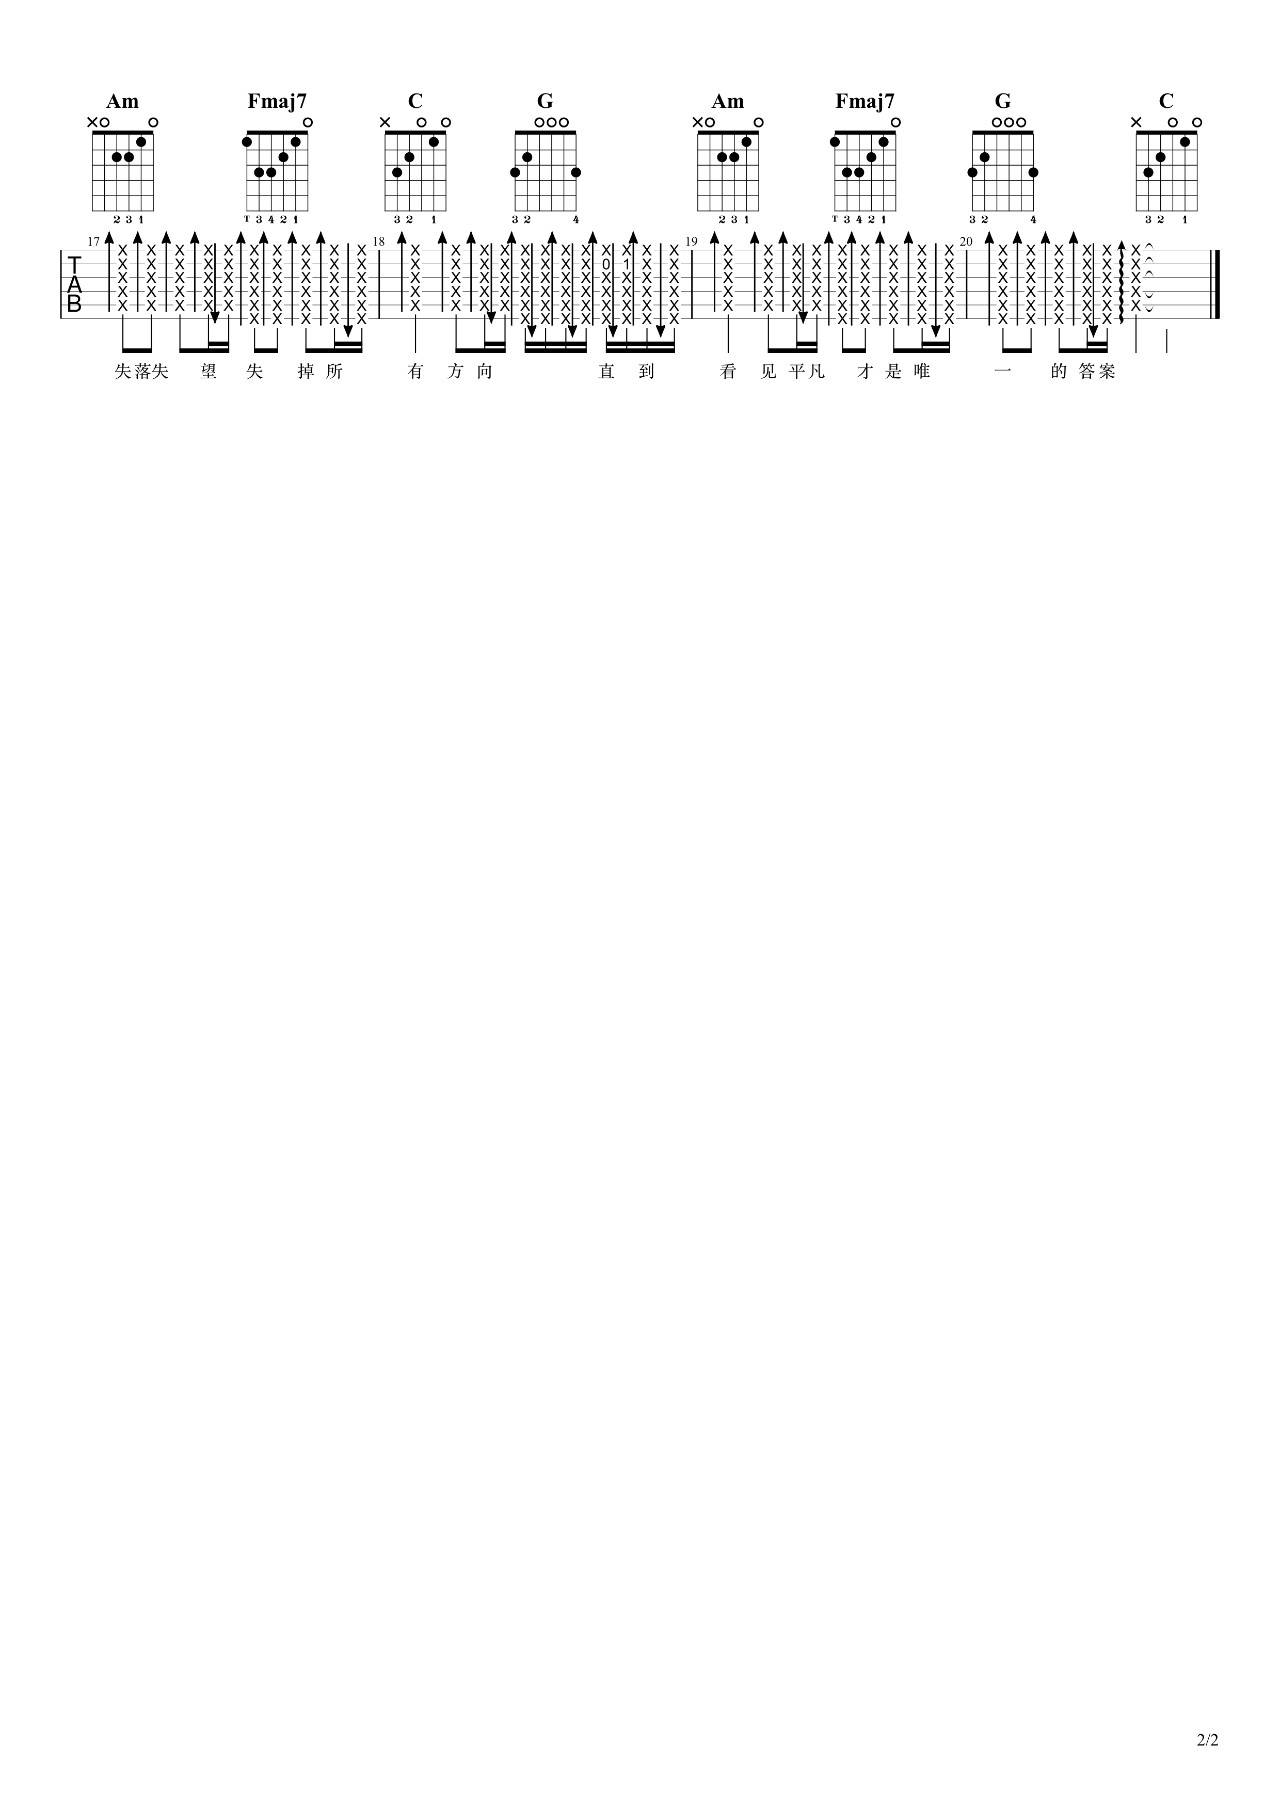 Am Fmaj7 C G Am Fmaj7 G C
2 3 1 T 3 4 2 1 3 2 1 3 2 4 2 3 1 T 3 4 2 1 3 2 4 3 2 1
17 18 19 20
T
A
B
0 1
失落失 望 失 掉所 有 方 向 直 到 看 见 平凡 才 是 唯 一 的 答案
2/2